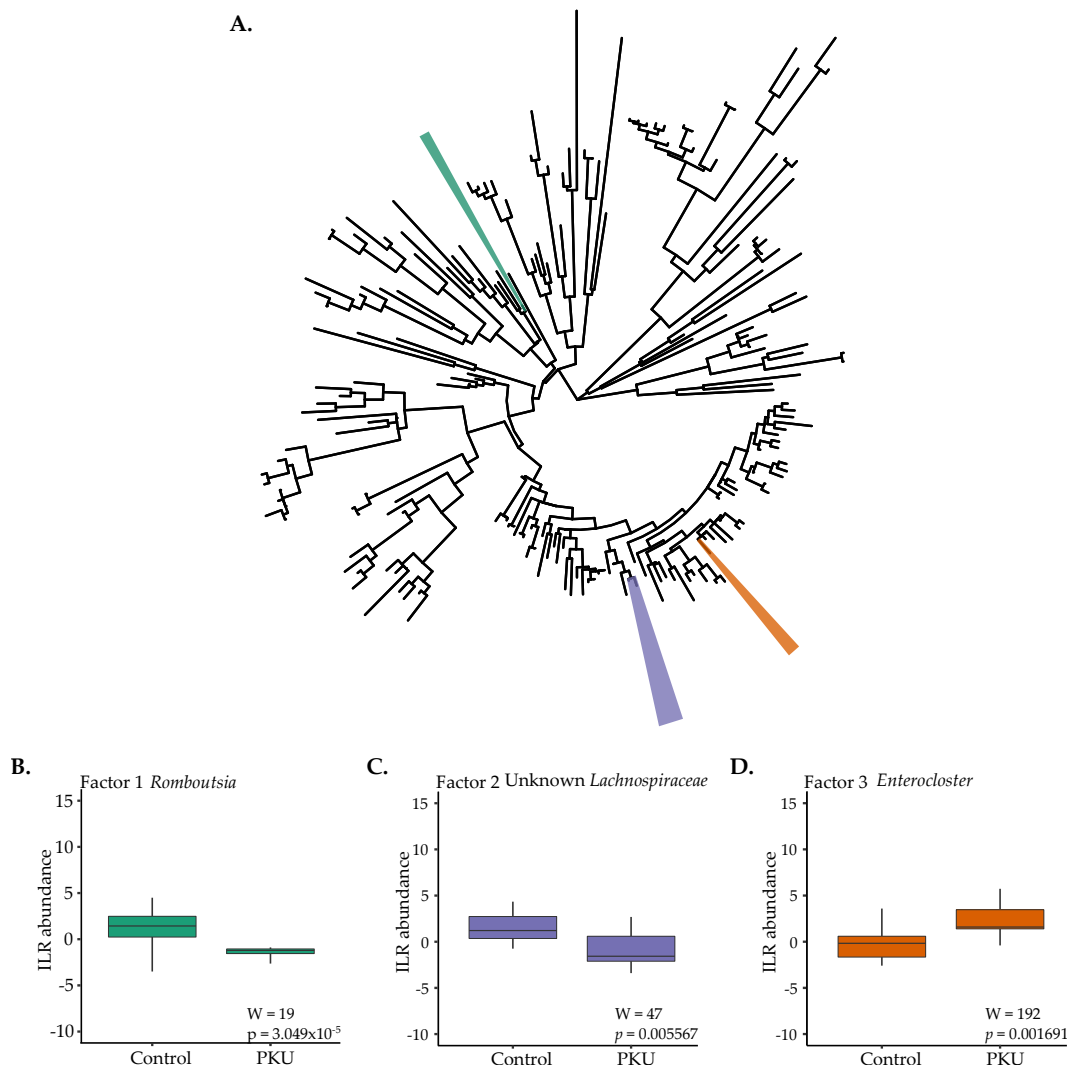 A.
B.
Factor 1 Romboutsia
15
10
5
0
-5
-10
ILR abundance
W = 19
p = 3.049x10⁻⁵
Control PKU
C.
Factor 2 Unknown Lachnospiraceae
15
10
5
0
-5
-10
ILR abundance
W = 47
p = 0.005567
Control PKU
D.
Factor 3 Enterocloster
15
10
5
0
-5
-10
ILR abundance
W = 192
p = 0.001691
Control PKU